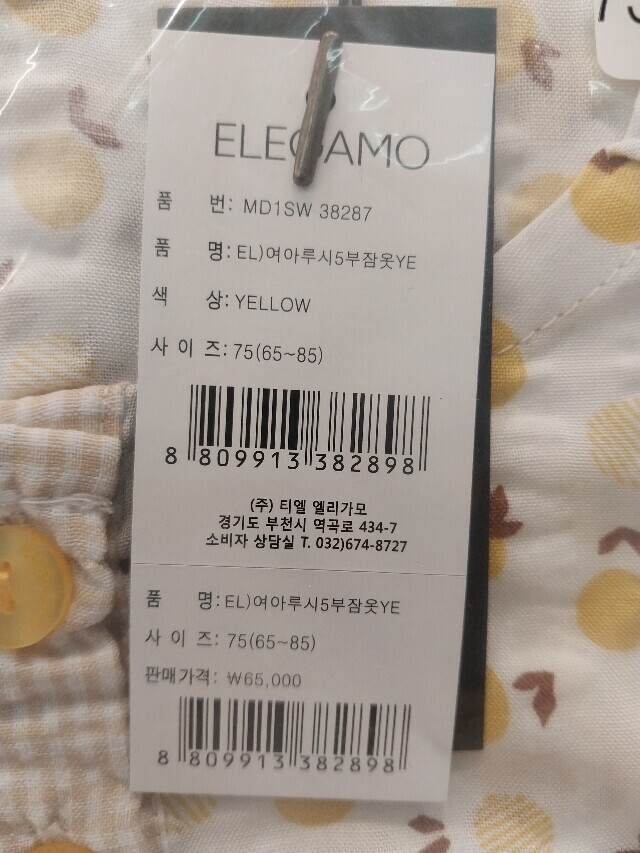 ELEGAMO
품 번: MD1SW 38287
품 명: EL)여아루시5부잠옷YE
색 상: YELLOW
사 이 즈: 75(65~85)
8 809913 382898
(주) 티엘 엘리가모
경기도 부천시 역곡로 434-7
소비자 상담실 T. 032)674-8727
품 명: EL)여아루시5부잠옷YE
사 이 즈: 75(65~85)
판매가격: ₩65,000
8 809913 382898